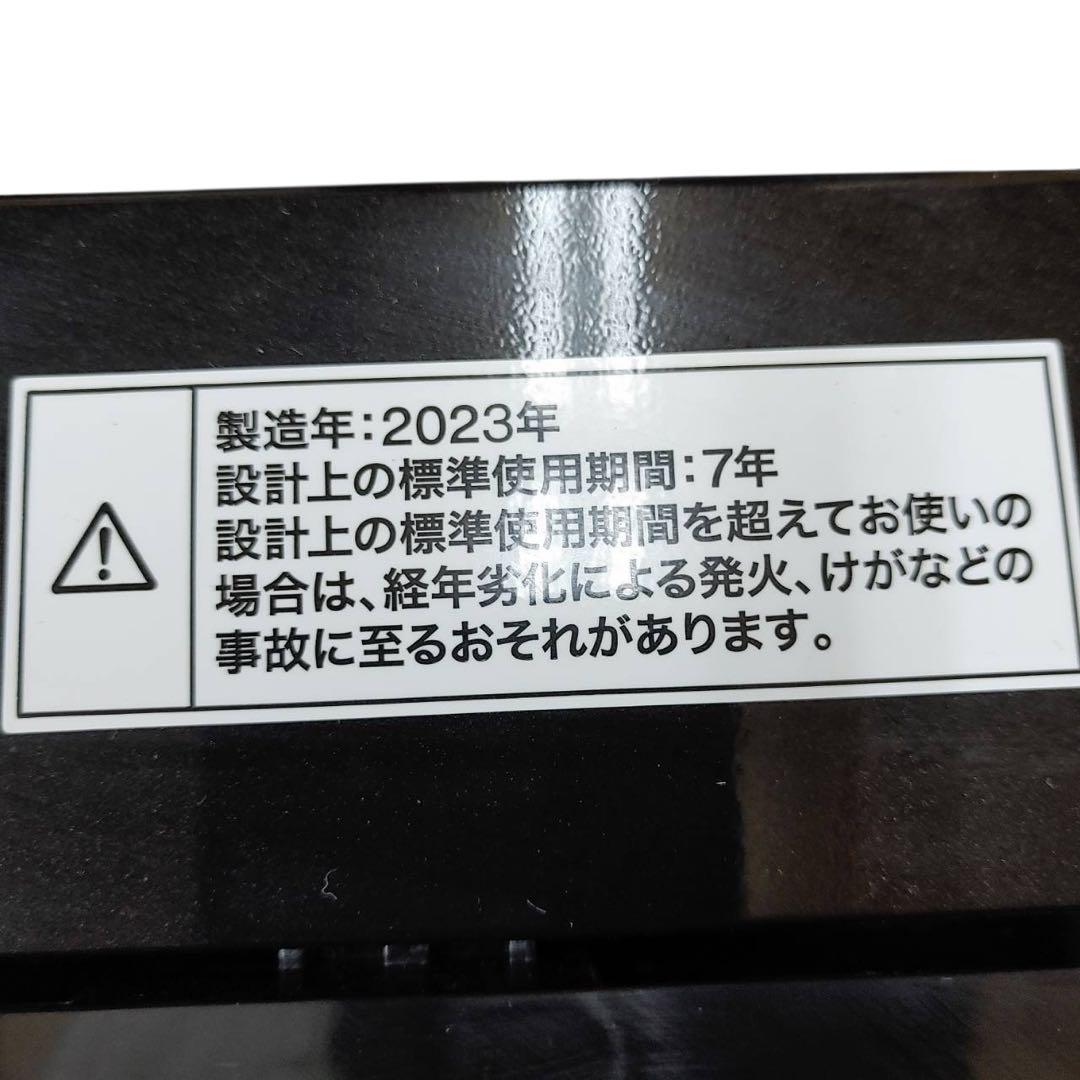 製造年:2023年
設計上の標準使用期間:7年
設計上の標準使用期間を超えてお使いの
場合は、経年劣化による発火、けがなどの
事故に至るおそれがあります。